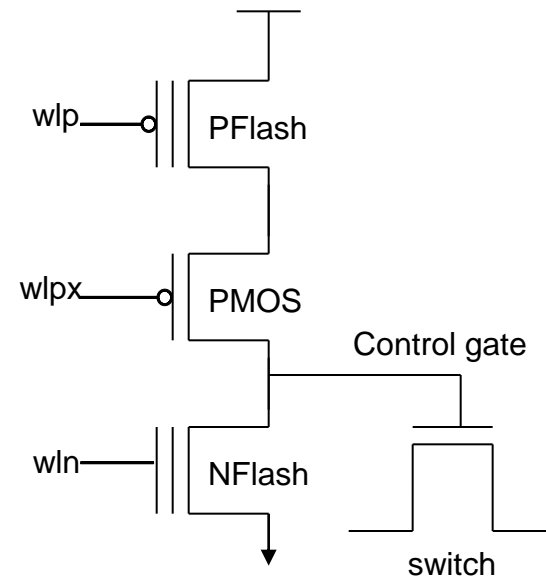 wlp
PFlash
wlpx
PMOS
Control gate
wln
NFlash
switch